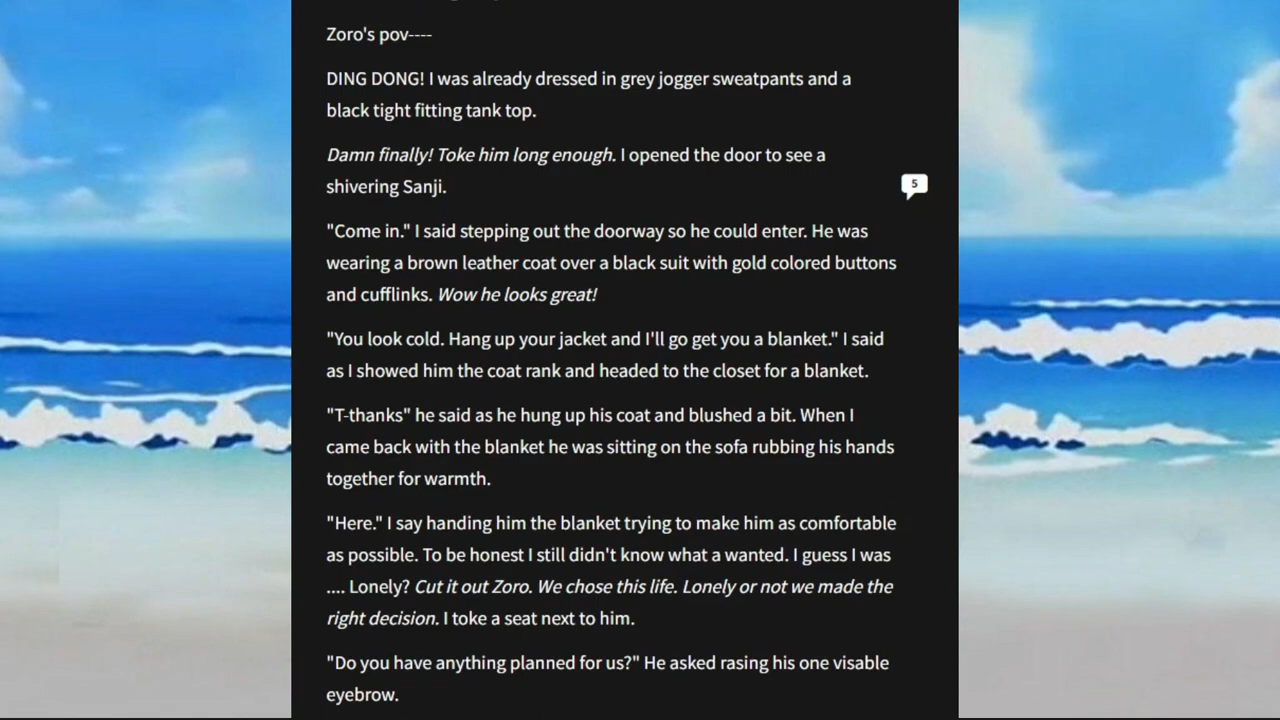 Zoro's pov----
DING DONG! I was already dressed in grey jogger sweatpants and a
black tight fitting tank top.
Damn finally! Toke him long enough. I opened the door to see a
shivering Sanji.
5
"Come in." I said stepping out the doorway so he could enter. He was
wearing a brown leather coat over a black suit with gold colored buttons
and cufflinks. Wow he looks great!
"You look cold. Hang up your jacket and I'll go get you a blanket." I said
as I showed him the coat rank and headed to the closet for a blanket.
"T-thanks" he said as he hung up his coat and blushed a bit. When I
came back with the blanket he was sitting on the sofa rubbing his hands
together for warmth.
"Here." I say handing him the blanket trying to make him as comfortable
as possible. To be honest I still didn't know what a wanted. I guess I was
.... Lonely? Cut it out Zoro. We chose this life. Lonely or not we made the
right decision. I toke a seat next to him.
"Do you have anything planned for us?" He asked rasing his one visable
eyebrow.